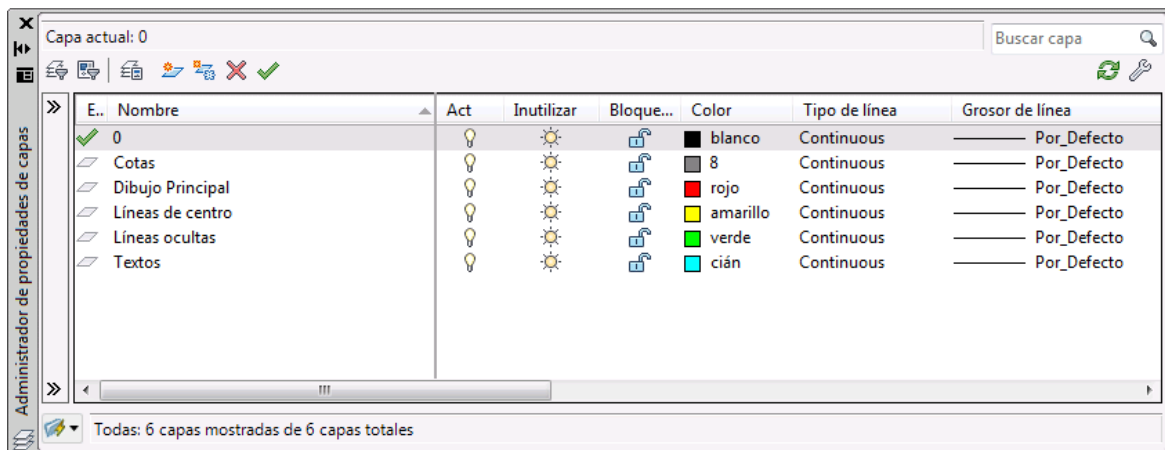 Capa actual: 0
Buscar capa
E.. Nombre Act Inutilizar Bloque... Color Tipo de línea Grosor de línea
0 blanco Continuous Por_Defecto
Cotas 8 Continuous Por_Defecto
Dibujo Principal rojo Continuous Por_Defecto
Líneas de centro amarillo Continuous Por_Defecto
Líneas ocultas verde Continuous Por_Defecto
Textos cián Continuous Por_Defecto
Todas: 6 capas mostradas de 6 capas totales
Administrador de propiedades de capas